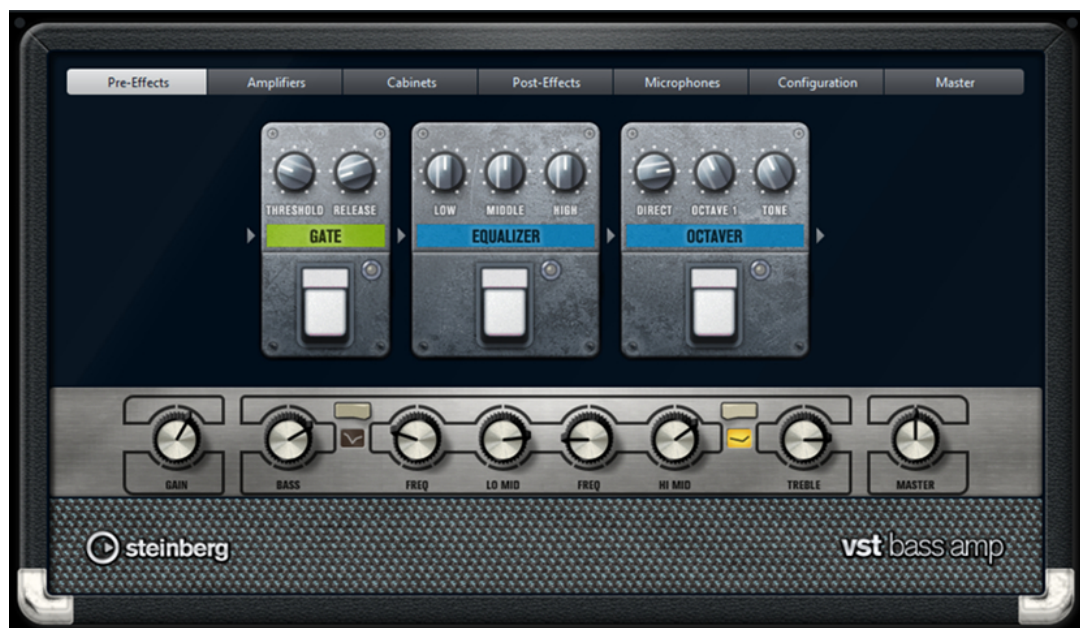 Pre-Effects Amplifiers Cabinets Post-Effects Microphones Configuration Master
THRESHOLD RELEASE LOW MIDDLE HIGH DIRECT OCTAVE 1 TONE
GATE EQUALIZER OCTAVER
GAIN BASS FREQ LO MID FREQ HI MID TREBLE MASTER
steinberg vst bass amp